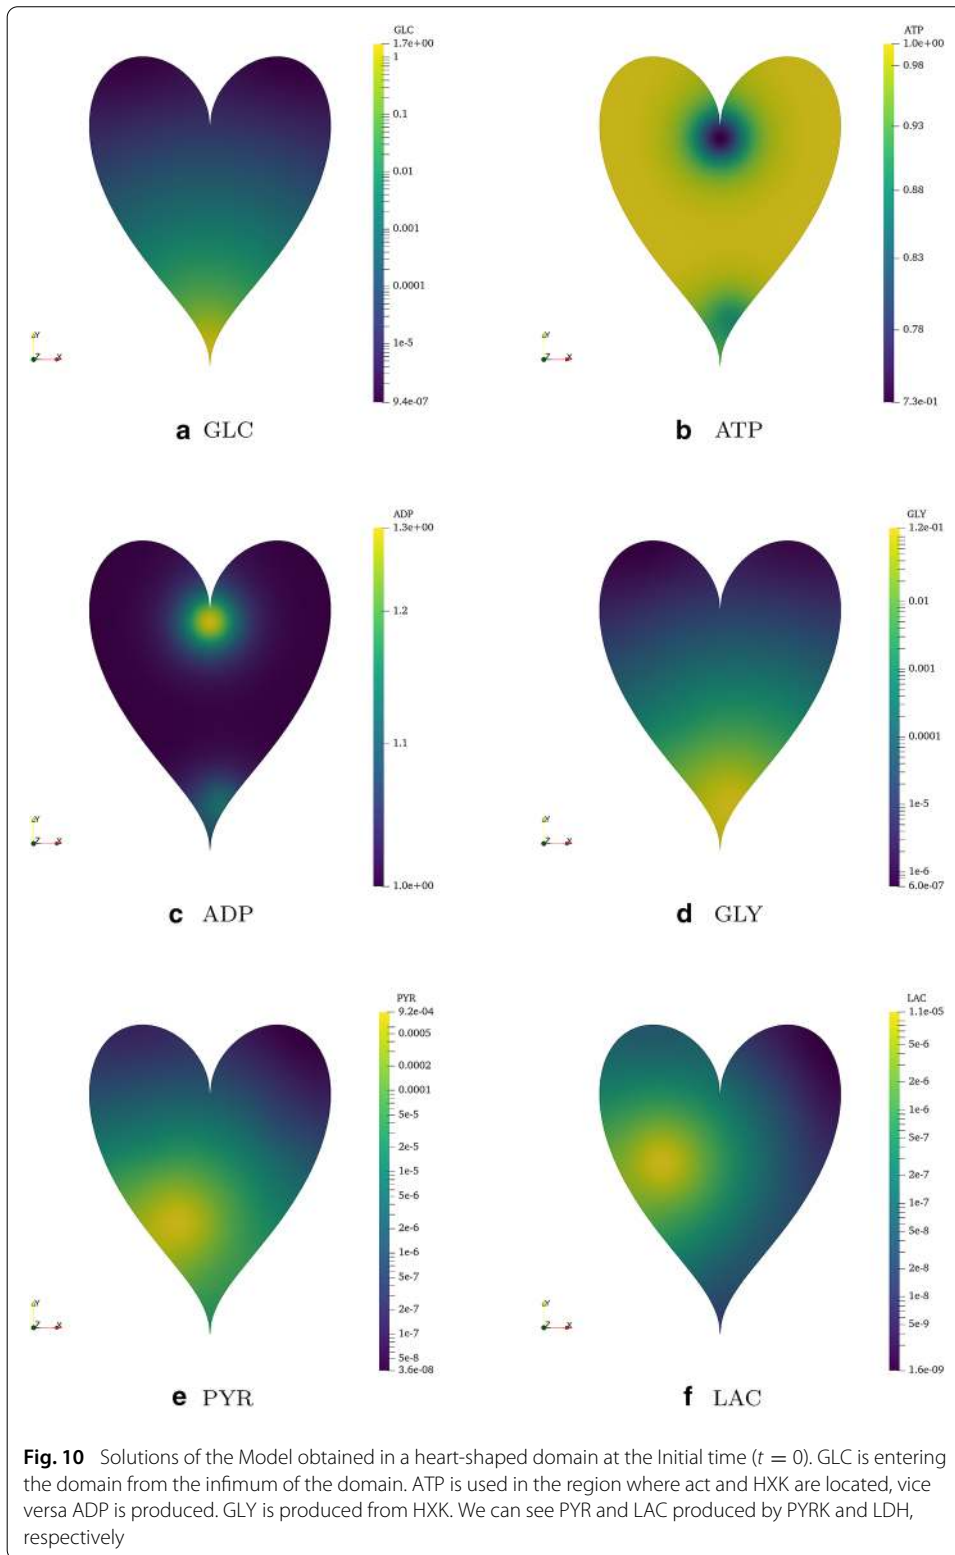 GLC
1.7e+00
1
0.1
0.01
0.001
0.0001
1e-5
9.4e-07
Y
Z
X
a GLC
ATP
1.0e+00
0.98
0.93
0.88
0.83
0.78
7.3e-01
Y
Z
X
b ATP
ADP
1.3e+00
1.2
1.1
1.0e+00
Y
Z
X
c ADP
GLY
1.2e-01
0.01
0.001
0.0001
1e-5
1e-6
6.0e-07
Y
Z
X
d GLY
PYR
9.2e-04
0.0005
0.0002
0.0001
5e-5
2e-5
1e-5
5e-6
2e-6
1e-6
5e-7
2e-7
1e-7
5e-8
3.6e-08
Y
Z
X
e PYR
LAC
1.1e-05
5e-6
2e-6
1e-6
5e-7
2e-7
1e-7
5e-8
2e-8
1e-8
5e-9
1.6e-09
Y
Z
X
f LAC
Fig. 10 Solutions of the Model obtained in a heart-shaped domain at the Initial time (t = 0). GLC is entering
the domain from the infimum of the domain. ATP is used in the region where act and HXK are located, vice
versa ADP is produced. GLY is produced from HXK. We can see PYR and LAC produced by PYRK and LDH,
respectively